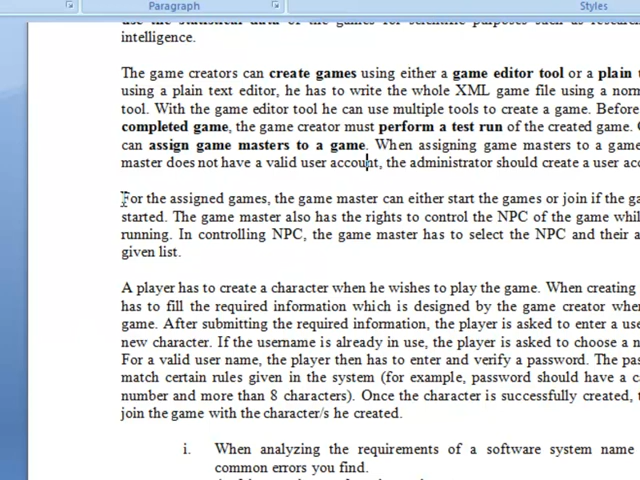 Paragraph
Styles
use the statistical data of the games for scientific purposes such as
intelligence.
The game creators can create games using either a game editor tool or a plain
using a plain text editor, he has to write the whole XML game file using a
tool. With the game editor tool he can use multiple tools to create a game. Before
completed game, the game creator must perform a test run of the created game.
can assign game masters to a game. When assigning game masters to a game
master does not have a valid user account, the administrator should create a user
For the assigned games, the game master can either start the games or join if the
started. The game master also has the rights to control the NPC of the game
running. In controlling NPC, the game master has to select the NPC and their
given list.
A player has to create a character when he wishes to play the game. When creating
has to fill the required information which is designed by the game creator
game. After submitting the required information, the player is asked to enter a
new character. If the username is already in use, the player is asked to choose a
For a valid user name, the player then has to enter and verify a password. The
match certain rules given in the system (for example, password should have a
number and more than 8 characters). Once the character is successfully created,
join the game with the character/s he created.
i. When analyzing the requirements of a software system name
common errors you find.